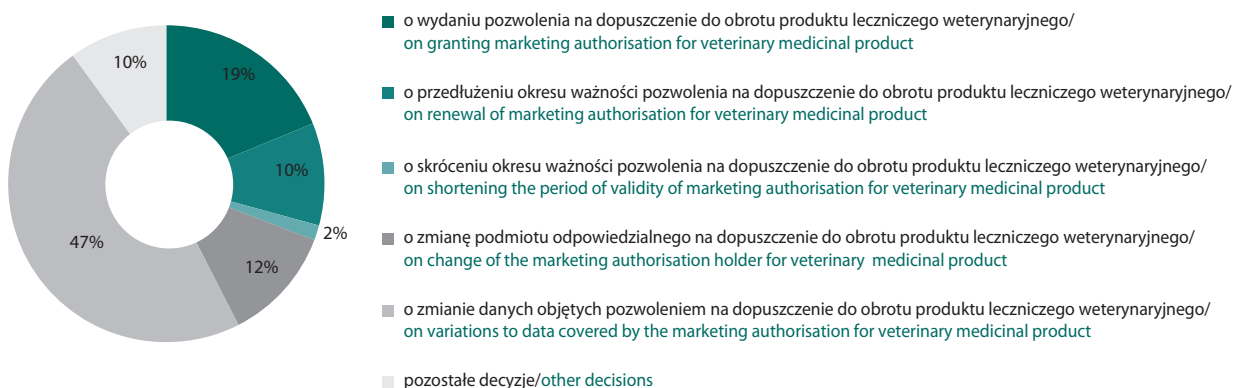 10%
19%
10%
2%
12%
47%
o wydaniu pozwolenia na dopuszczenie do obrotu produktu leczniczego weterynaryjnego/
on granting marketing authorisation for veterinary medicinal product
o przedłużeniu okresu ważności pozwolenia na dopuszczenie do obrotu produktu leczniczego weterynaryjnego/
on renewal of marketing authorisation for veterinary medicinal product
o skróceniu okresu ważności pozwolenia na dopuszczenie do obrotu produktu leczniczego weterynaryjnego/
on shortening the period of validity of marketing authorisation for veterinary medicinal product
o zmianę podmiotu odpowiedzialnego na dopuszczenie do obrotu produktu leczniczego weterynaryjnego/
on change of the marketing authorisation holder for veterinary medicinal product
o zmianie danych objętych pozwoleniem na dopuszczenie do obrotu produktu leczniczego weterynaryjnego/
on variations to data covered by the marketing authorisation for veterinary medicinal product
pozostałe decyzje/other decisions